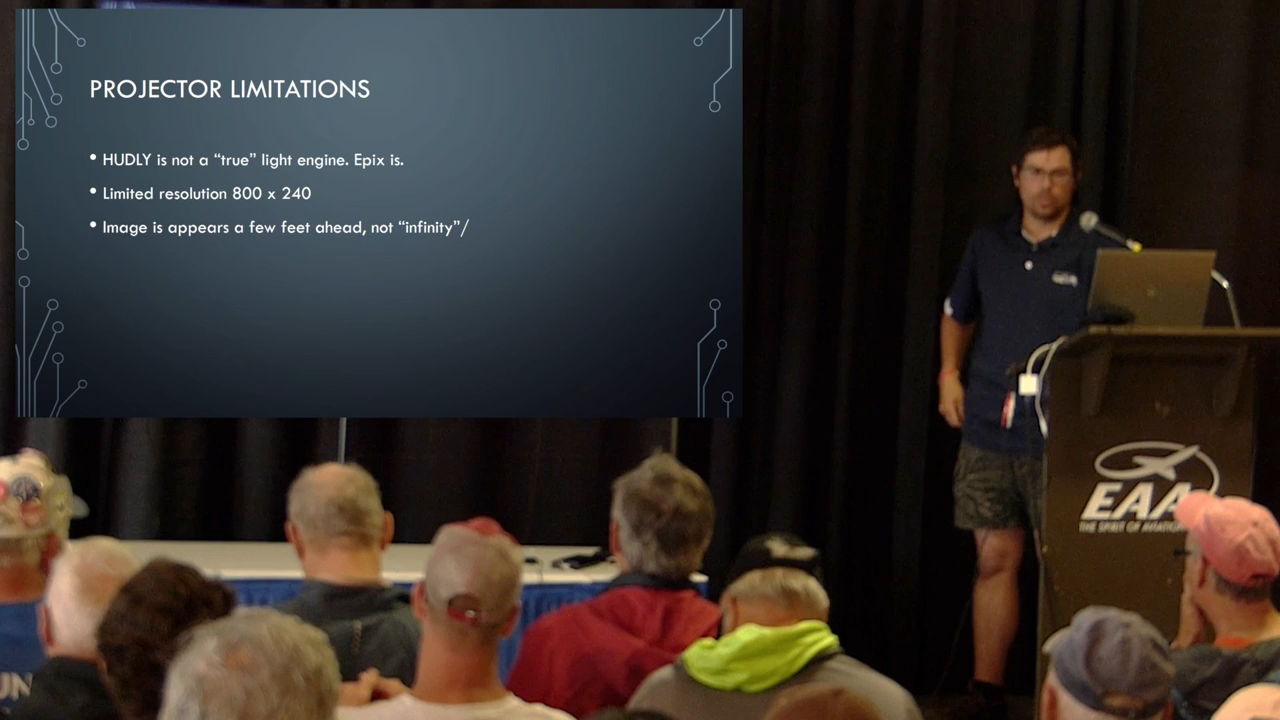 PROJECTOR LIMITATIONS
• HUDLY is not a “true” light engine. Epix is.
• Limited resolution 800 x 240
• Image is appears a few feet ahead, not “infinity”/
EAA
THE SPIRIT OF AVIATION
UN